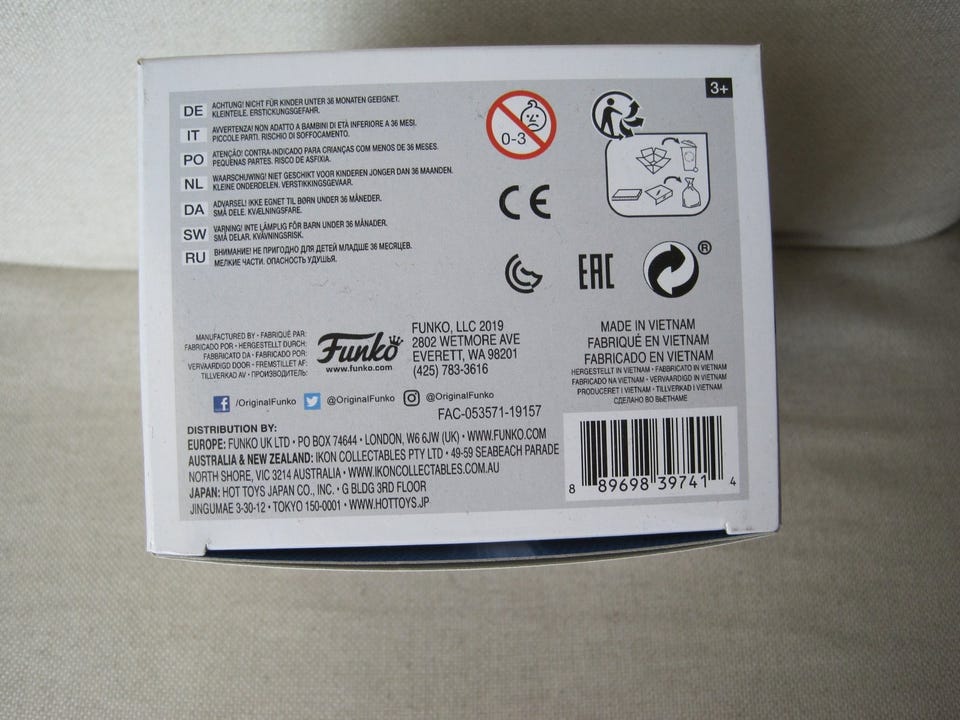 3+
DE ACHTUNG! NICHT FÜR KINDER UNTER 36 MONATEN GEEIGNET.
KLEINTEILE. ERSTICKUNGSGEFAHR.
IT AVVERTENZA! NON ADATTO A BAMBINI DI ETÀ INFERIORE A 36 MESI.
PICCOLE PARTI. RISCHIO DI SOFFOCAMENTO.
PO ATENÇÃO! CONTRA-INDICADO PARA CRIANÇAS COM MENOS DE 36 MESES.
PEQUENAS PARTES. RISCO DE ASFIXIA.
NL WAARSCHUWING! NIET GESCHIKT VOOR KINDEREN JONGER DAN 36 MAANDEN.
KLEINE ONDERDELEN. VERSTIKKINGSGEVAAR.
DA ADVARSEL! IKKE EGNET TIL BØRN UNDER 36 MÅNEDER.
SMÅ DELE. KVÆLNINGSFARE.
SW VARNING! INTE LÄMPLIG FÖR BARN UNDER 36 MÅNADER.
SMÅ DELAR. KVÄVNINGSRISK.
RU ВНИМАНИЕ! НЕ ПРИГОДНО ДЛЯ ДЕТЕЙ МЛАДШЕ 36 МЕСЯЦЕВ.
МЕЛКИЕ ЧАСТИ. ОПАСНОСТЬ УДУШЬЯ.
0-3
CE
EAC
®
MANUFACTURED BY • FABRIQUÉ PAR:
FABRICADO POR • HERGESTELLT DURCH:
FABBRICATO DA • FABRICADO POR:
VERVAARDIGD DOOR • FREMSTILLET AF:
TILLVERKAD AV • ПРОИЗВОДИТЕЛЬ:
Funko
www.funko.com
FUNKO, LLC 2019
2802 WETMORE AVE
EVERETT, WA 98201
(425) 783-3616
MADE IN VIETNAM
FABRIQUÉ EN VIETNAM
FABRICADO EN VIETNAM
HERGESTELLT IN VIETNAM • FABBRICATO IN VIETNAM
FABRICADO NA VIETNAM • VERVAARDIGD IN VIETNAM
PRODUCERET I VIETNAM • TILLVERKAD I VIETNAM
СДЕЛАНО ВО ВЬЕТНАМЕ
/OriginalFunko @OriginalFunko @OriginalFunko
FAC-053571-19157
DISTRIBUTION BY:
EUROPE: FUNKO UK LTD • PO BOX 74644 • LONDON, W6 6JW (UK) • WWW.FUNKO.COM
AUSTRALIA & NEW ZEALAND: IKON COLLECTABLES PTY LTD • 49-59 SEABEACH PARADE
NORTH SHORE, VIC 3214 AUSTRALIA • WWW.IKONCOLLECTABLES.COM.AU
JAPAN: HOT TOYS JAPAN CO., INC. • G BLDG 3RD FLOOR
JINGUMAE 3-30-12 • TOKYO 150-0001 • WWW.HOTTOYS.JP
8 89698 39741 4